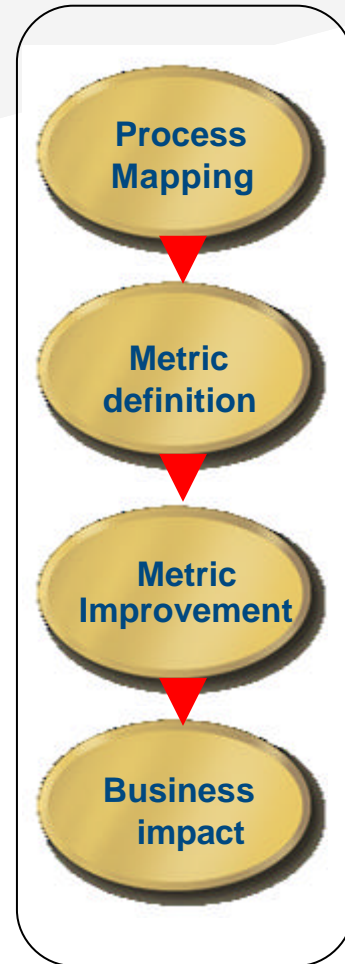 Process
Mapping
Metric
definition
Metric
Improvement
Business
impact